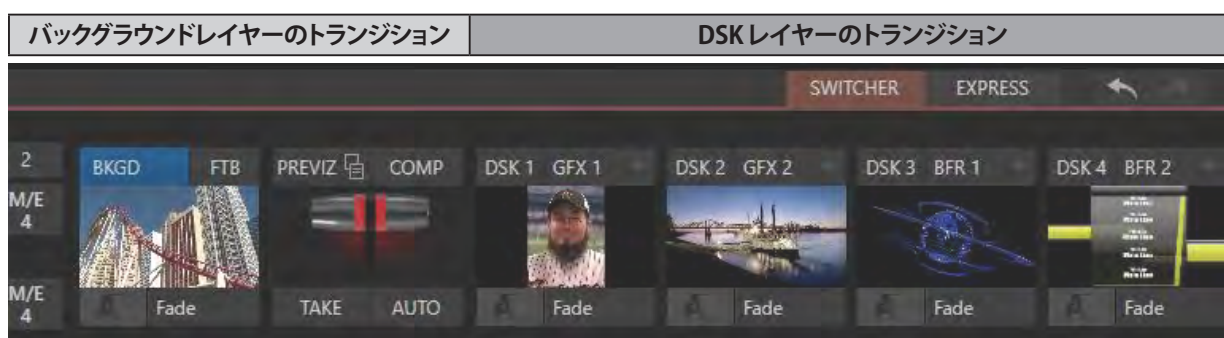 バックグラウンドレイヤーのトランジション DSKレイヤーのトランジション
SWITCHER EXPRESS
2 BKGD FTB PREVIZ COMP DSK 1 GFX 1 DSK 2 GFX 2 DSK 3 BFR 1 DSK 4 BFR 2
M/E
4
M/E
4
Fade TAKE AUTO Fade Fade Fade Fade